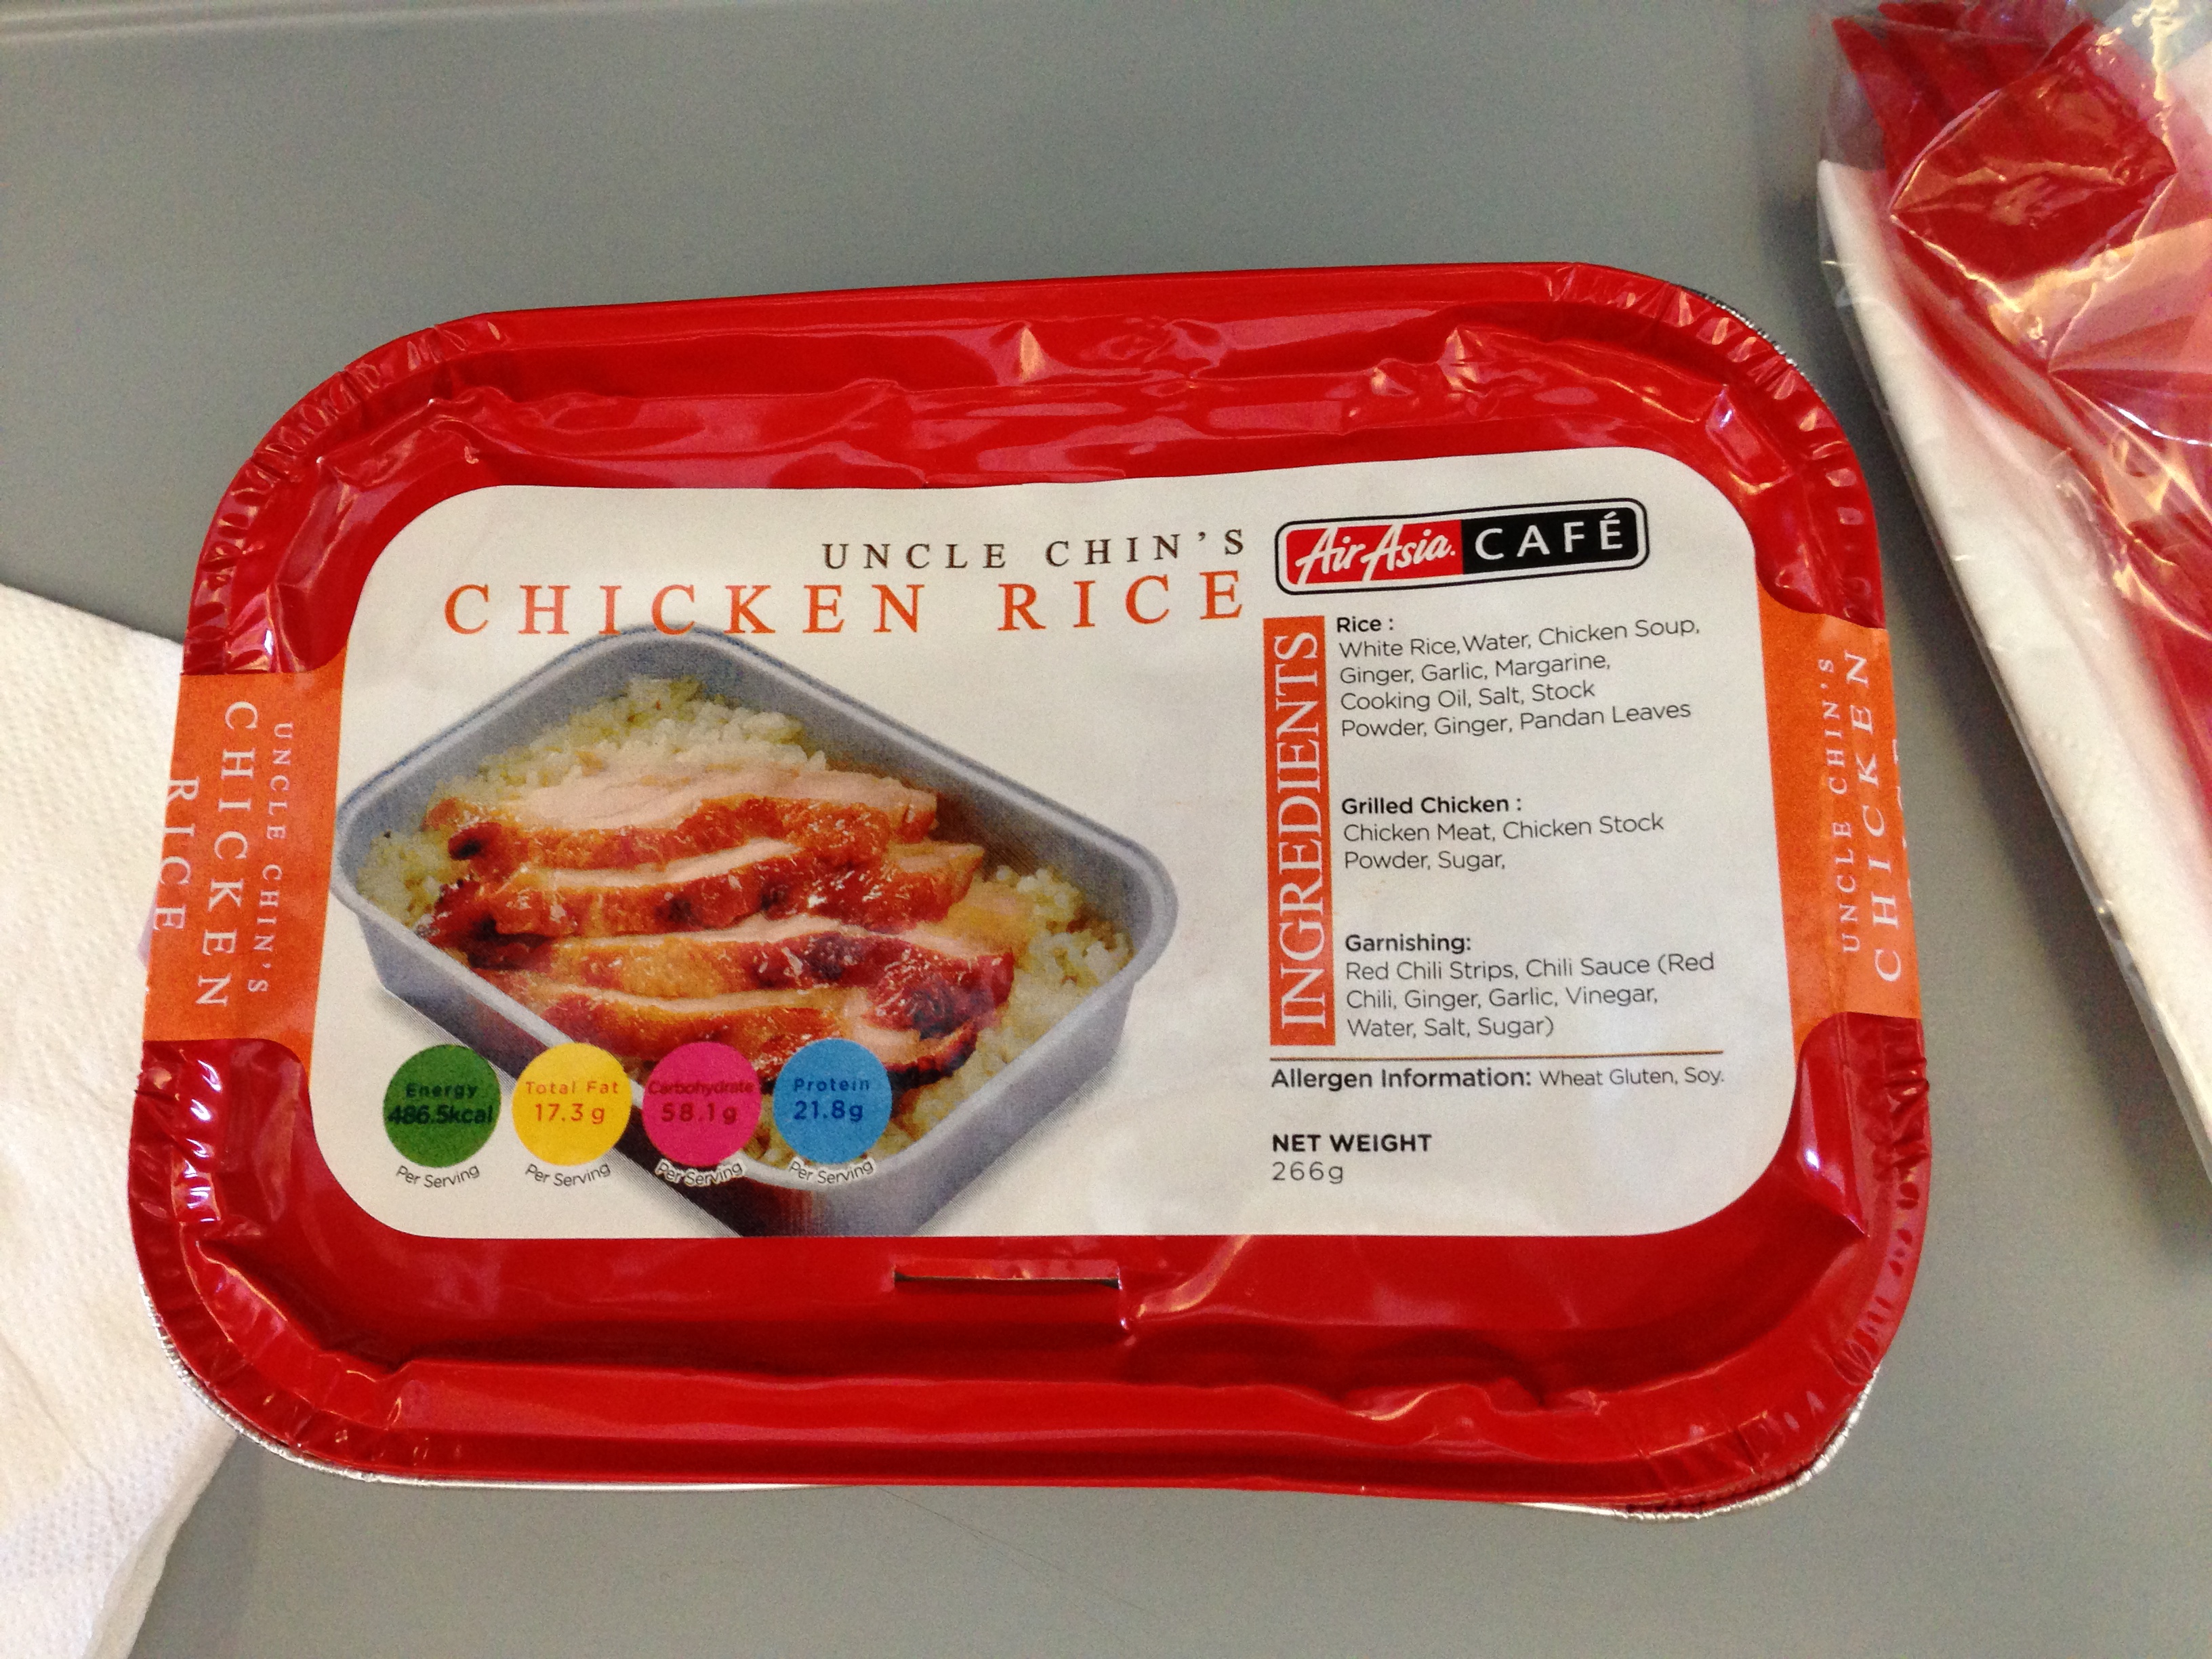 UNCLE CHIN'S
CHICKEN RICE
AirAsia. CAFÉ
INGREDIENTS
Rice :
White Rice, Water, Chicken Soup,
Ginger, Garlic, Margarine,
Cooking Oil, Salt, Stock
Powder, Ginger, Pandan Leaves
Grilled Chicken :
Chicken Meat, Chicken Stock
Powder, Sugar,
Garnishing:
Red Chili Strips, Chili Sauce (Red
Chili, Ginger, Garlic, Vinegar,
Water, Salt, Sugar)
Allergen Information: Wheat Gluten, Soy.
NET WEIGHT
266g
Energy
486.5kcal
Per Serving
Total Fat
17.3 g
Per Serving
Carbohydrate
58.1g
Per Serving
Protein
21.8g
Per Serving
UNCLE CHIN'S
CHICKEN
RICE
UNCLE CHIN'S
CHICKEN